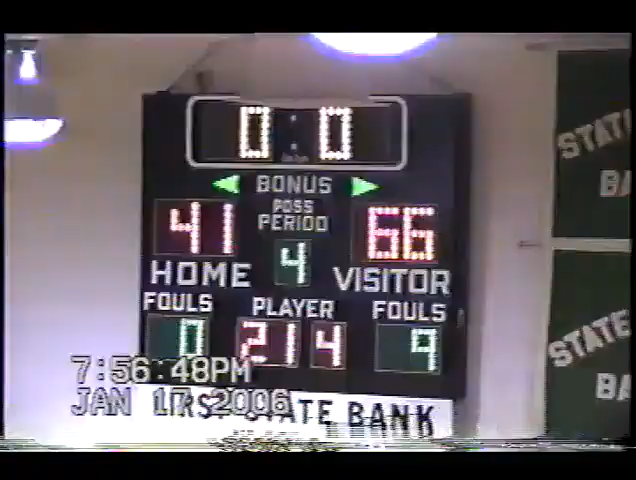 0:0
BONUS
POSS
PERIOD
41 4 66
HOME VISITOR
FOULS PLAYER FOULS
0 21 4 9
7:56:48PM
JAN 17 2006
STATE BANK
STATE
BA
STATE
BA